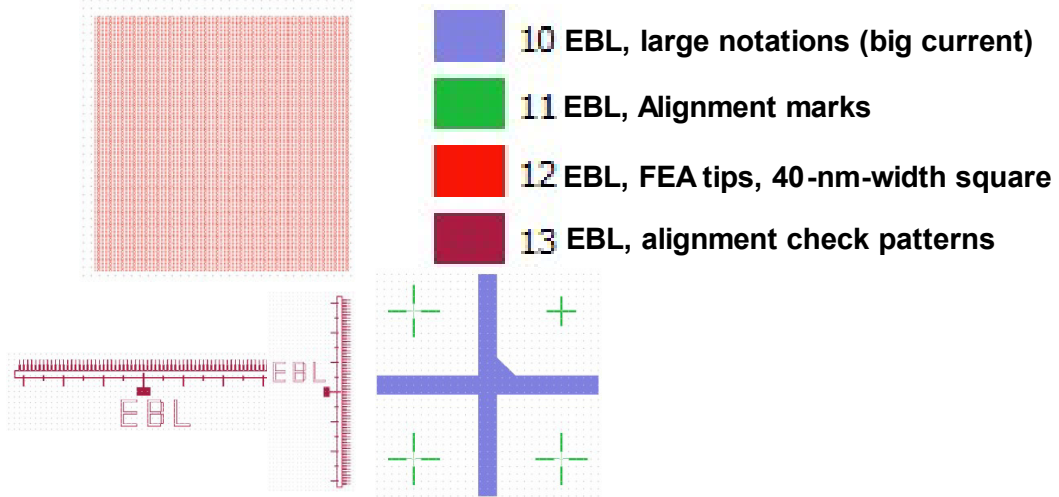 10 EBL, large notations (big current)
11 EBL, Alignment marks
12 EBL, FEA tips, 40-nm-width square
13 EBL, alignment check patterns
EBL
EBL